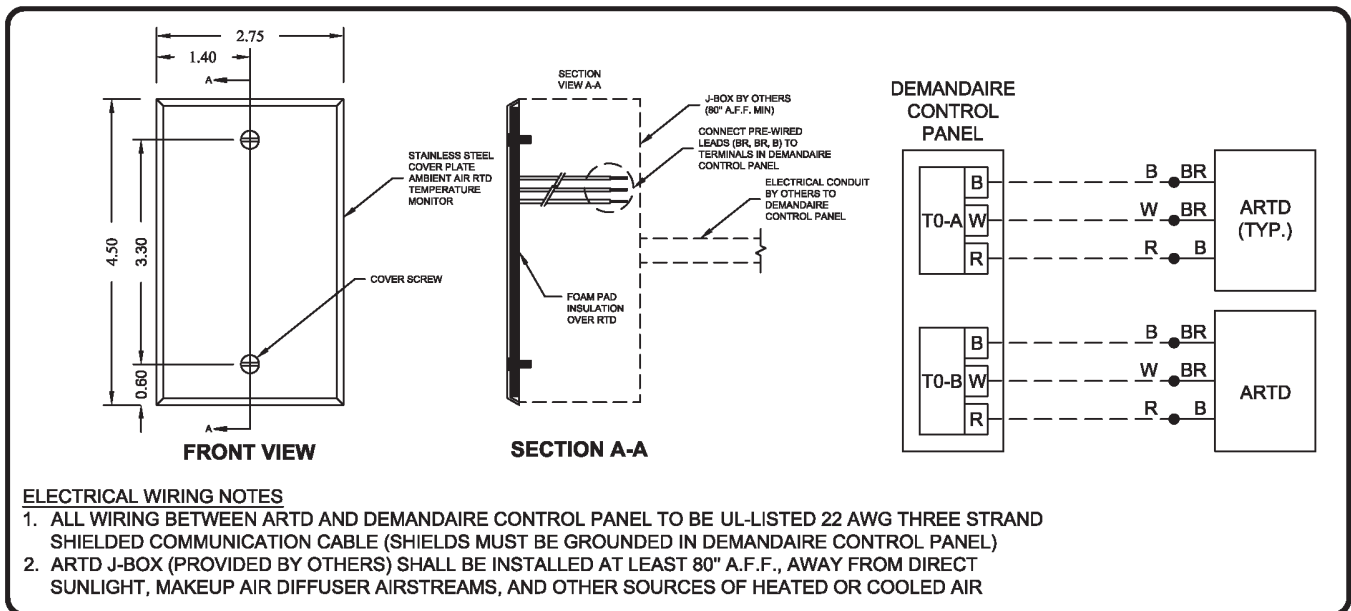 2.75
1.40
A
4.50
3.30
0.60
A
FRONT VIEW
STAINLESS STEEL
COVER PLATE
AMBIENT AIR RTD
TEMPERATURE
MONITOR
COVER SCREW
SECTION
VIEW A-A
J-BOX BY OTHERS
(80" A.F.F. MIN)
CONNECT PRE-WIRED
LEADS (BR, BR, B) TO
TERMINALS IN DEMANDAIRE
CONTROL PANEL
ELECTRICAL CONDUIT
BY OTHERS TO
DEMANDAIRE
CONTROL PANEL
FOAM PAD
INSULATION
OVER RTD
SECTION A-A
DEMANDAIRE
CONTROL
PANEL
T0-A
B
W
R
B BR
W BR
R B
ARTD
(TYP.)
T0-B
B
W
R
B BR
W BR
R B
ARTD
ELECTRICAL WIRING NOTES
1. ALL WIRING BETWEEN ARTD AND DEMANDAIRE CONTROL PANEL TO BE UL-LISTED 22 AWG THREE STRAND
SHIELDED COMMUNICATION CABLE (SHIELDS MUST BE GROUNDED IN DEMANDAIRE CONTROL PANEL)
2. ARTD J-BOX (PROVIDED BY OTHERS) SHALL BE INSTALLED AT LEAST 80" A.F.F., AWAY FROM DIRECT
SUNLIGHT, MAKEUP AIR DIFFUSER AIRSTREAMS, AND OTHER SOURCES OF HEATED OR COOLED AIR